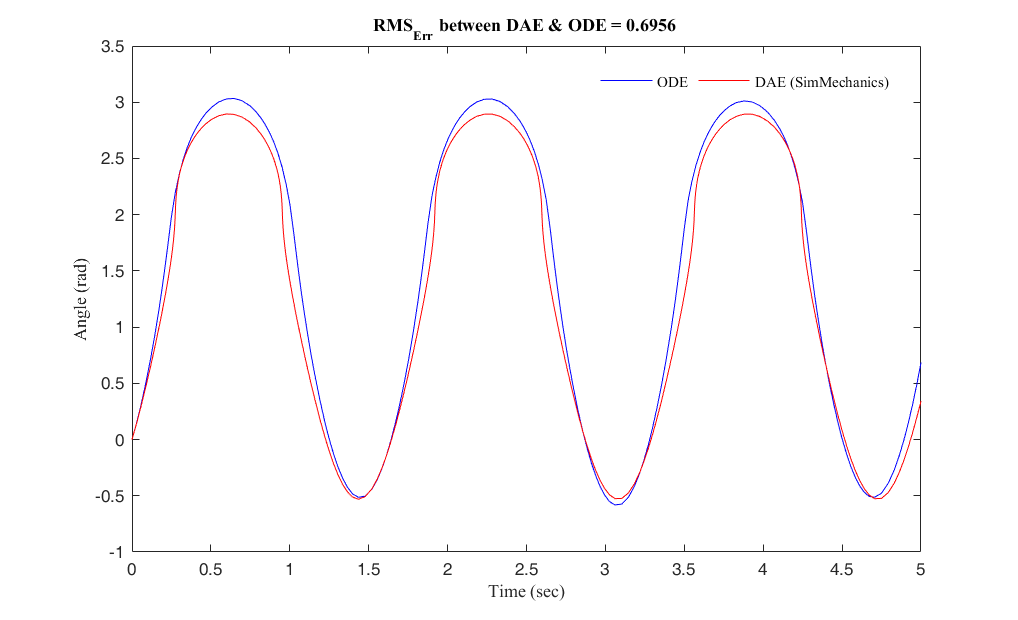 RMS_Err between DAE & ODE = 0.6956
ODE DAE (SimMechanics)
3.5
3
2.5
2
1.5
1
0.5
0
-0.5
-1
Angle (rad)
0 0.5 1 1.5 2 2.5 3 3.5 4 4.5 5
Time (sec)